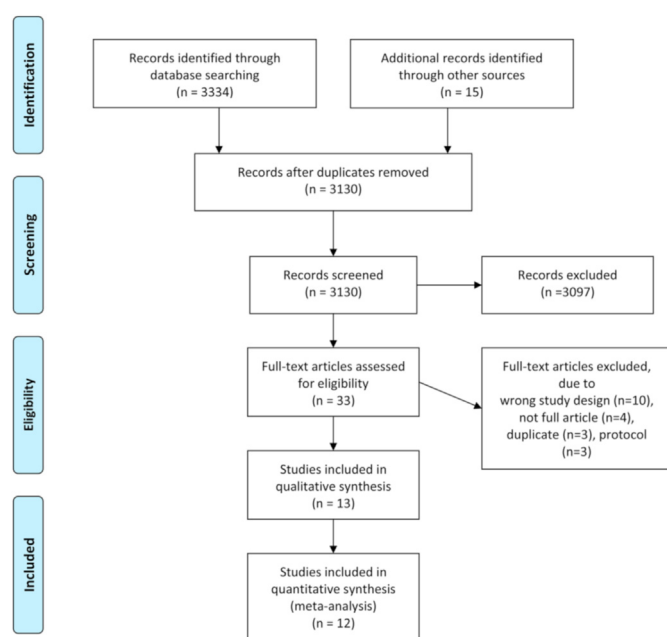 Identification
Records identified through
database searching
(n = 3334)
Additional records identified
through other sources
(n = 15)
Records after duplicates removed
(n = 3130)
Screening
Records screened
(n = 3130)
Records excluded
(n =3097)
Eligibility
Full-text articles assessed
for eligibility
(n = 33)
Full-text articles excluded,
due to
wrong study design (n=10),
not full article (n=4),
duplicate (n=3), protocol
(n=3)
Studies included in
qualitative synthesis
(n = 13)
Included
Studies included in
quantitative synthesis
(meta-analysis)
(n = 12)